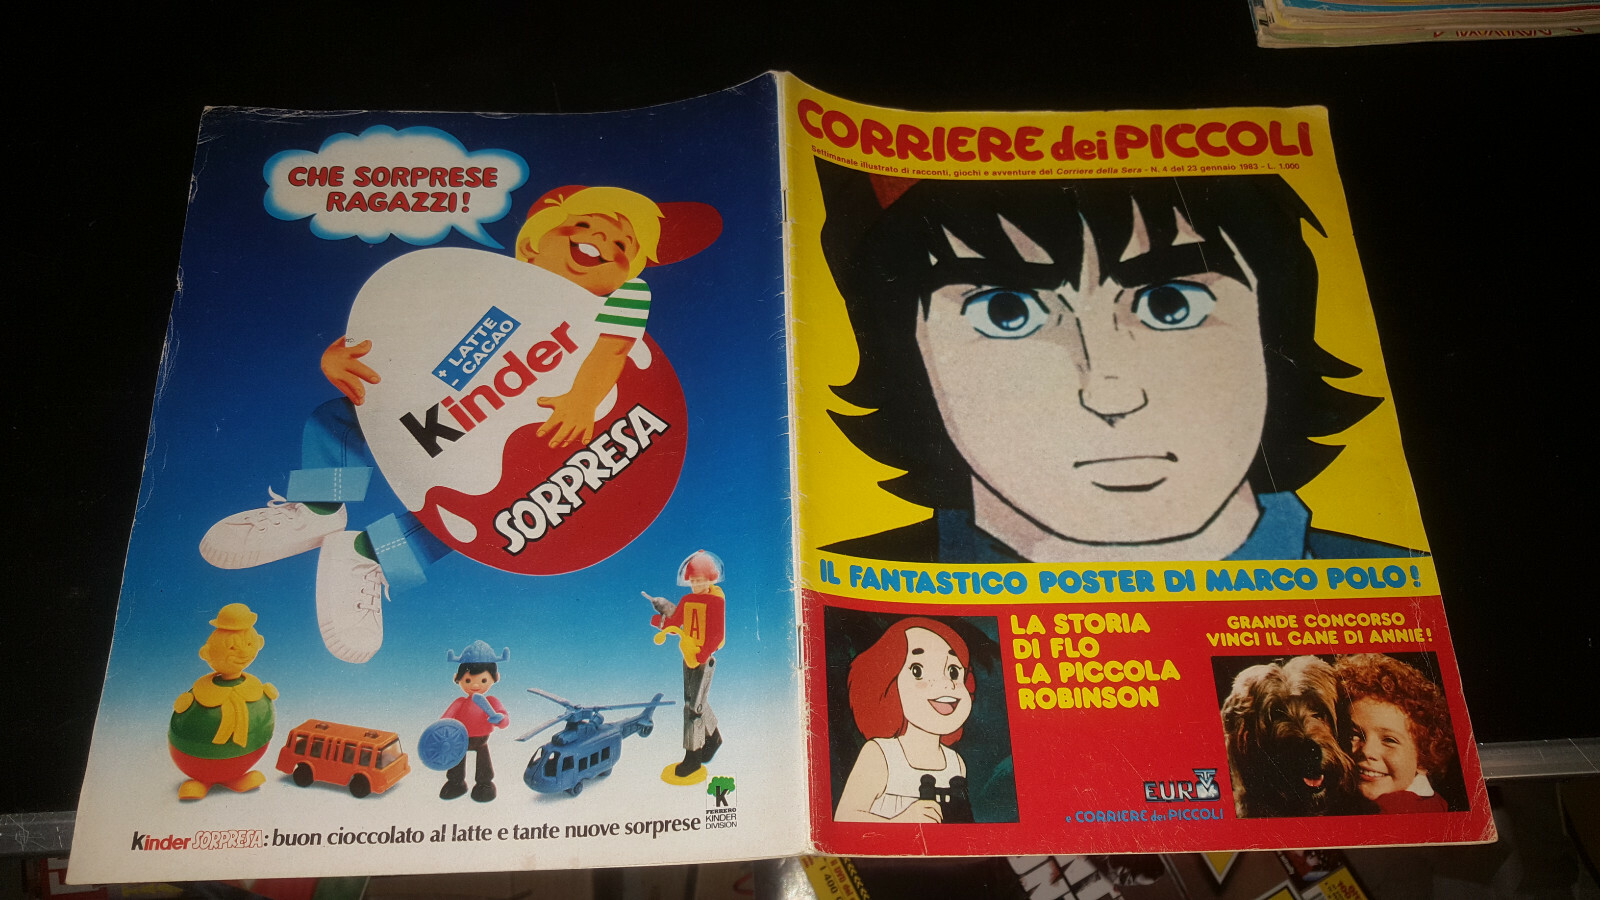 CHE SORPRESE
RAGAZZI!
+ LATTE
- CACAO
Kinder
SORPRESA
A
K
FERRERO
KINDER
DIVISION
Kinder SORPRESA: buon cioccolato al latte e tante nuove sorprese
CORRIERE dei PICCOLI
Settimanale illustrato di racconti, giochi e avventure del Corriere della Sera - N. 4 del 23 gennaio 1983 - L. 1.000
IL FANTASTICO POSTER DI MARCO POLO!
LA STORIA
DI FLO
LA PICCOLA
ROBINSON
GRANDE CONCORSO
VINCI IL CANE DI ANNIE!
EURO TV
e CORRIERE dei PICCOLI